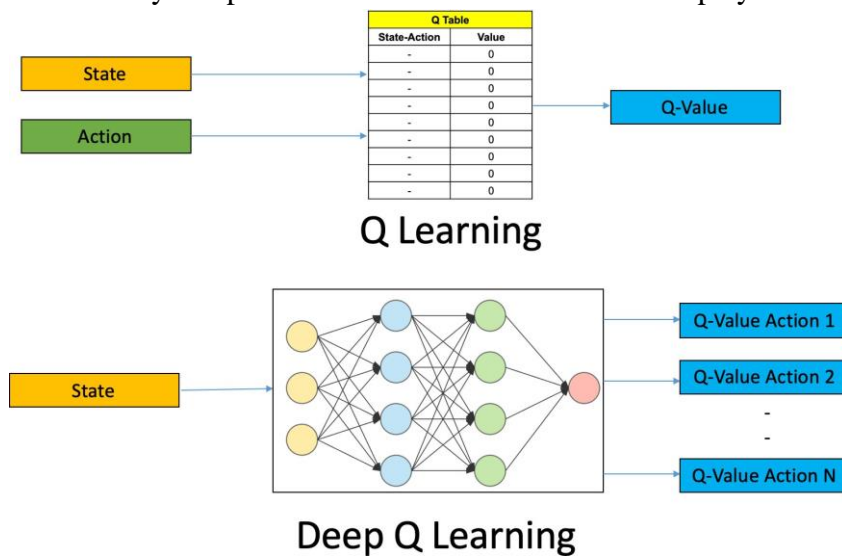 Q Table
State-Action Value
- 0
- 0
- 0
- 0
- 0
- 0
- 0
- 0
- 0
State
Action
Q-Value
Q Learning
State
Q-Value Action 1
Q-Value Action 2
-
-
Q-Value Action N
Deep Q Learning